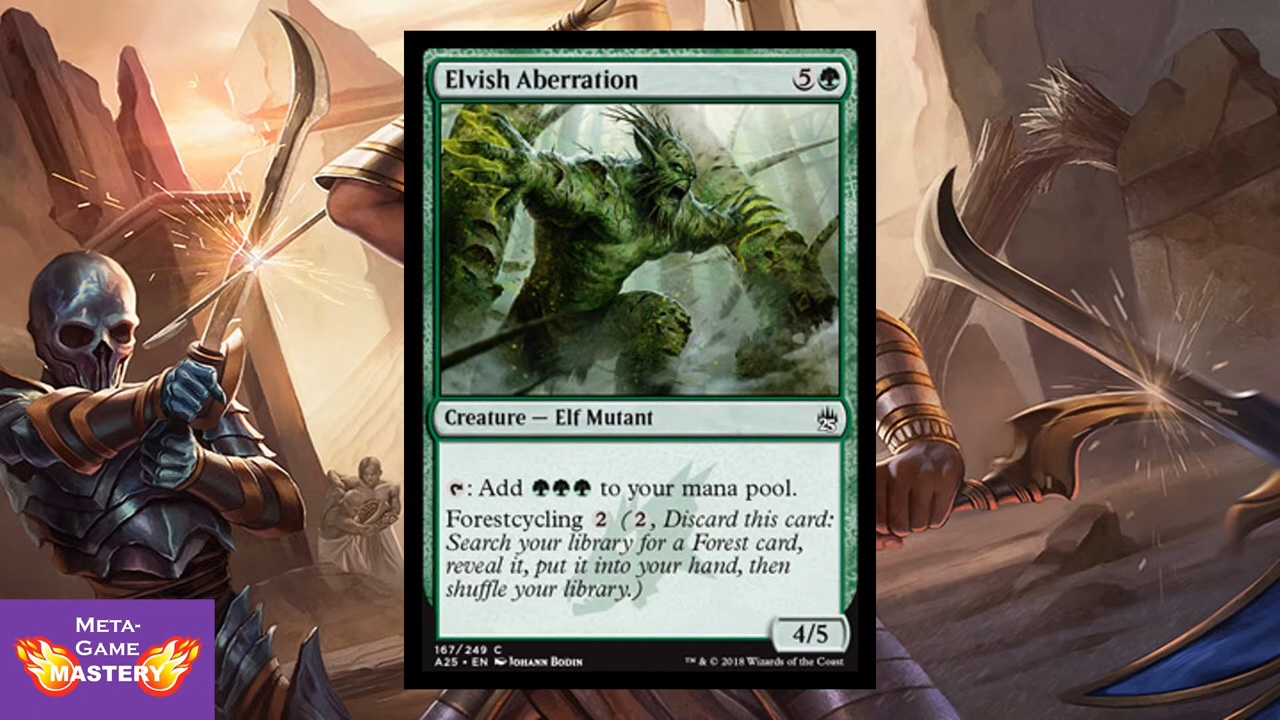 Elvish Aberration 5
Creature — Elf Mutant
25
: Add to your mana pool.
Forestcycling 2 (2, Discard this card:
Search your library for a Forest card,
reveal it, put it into your hand, then
shuffle your library.)
4/5
167/249 C
A25 • EN Johann Bodin
™ & © 2018 Wizards of the Coast
META-
GAME
MASTERY